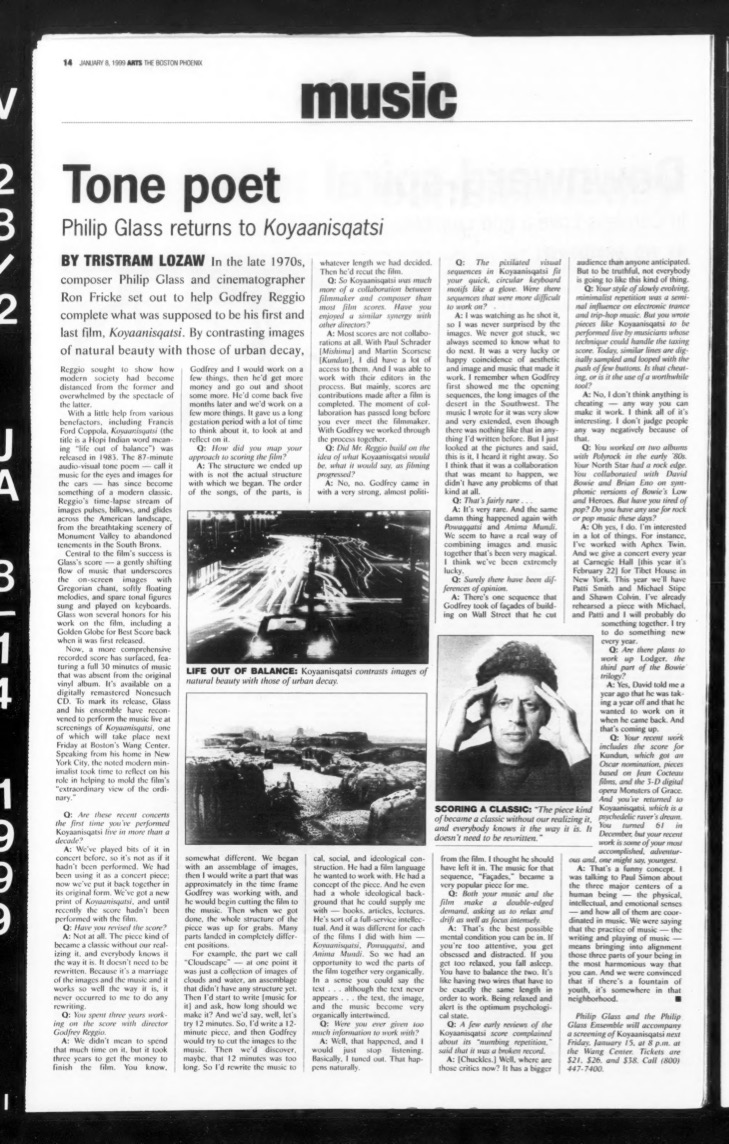 14 JANUARY 8, 1999 ARTS THE BOSTON PHOENIX
music
Tone poet
Philip Glass returns to Koyaanisqatsi
BY TRISTRAM LOZAW In the late 1970s,
composer Philip Glass and cinematographer
Ron Fricke set out to help Godfrey Reggio
complete what was supposed to be his first and
last film, Koyaanisqatsi. By contrasting images
of natural beauty with those of urban decay,
Reggio sought to show how
modern society had become
distanced from the former and
overwhelmed by the spectacle of
the latter.
With a little help from various
benefactors, including Francis
Ford Coppola, Koyaanisqatsi (the
title is a Hopi Indian word mean-
ing "life out of balance") was
released in 1983. The 87-minute
audio-visual tone poem — call it
music for the eyes and images for
the ears — has since become
something of a modern classic.
Reggio's time-lapse stream of
images pulses, billows, and glides
across the American landscape,
from the breathtaking scenery of
Monument Valley to abandoned
tenements in the South Bronx.
Central to the film's success is
Glass's score — a gently shifting
flow of music that underscores
the on-screen images with
Gregorian chant, softly floating
melodies, and spare tonal figures
sung and played on keyboards.
Glass won several honors for his
work on the film, including a
Golden Globe for Best Score back
when it was first released.
Now, a more comprehensive
recorded score has surfaced, fea-
turing a full 30 minutes of music
that was absent from the original
vinyl album. It's available on a
digitally remastered Nonesuch
CD. To mark its release, Glass
and his ensemble have recon-
vened to perform the music live at
screenings of Koyaanisqatsi, one
of which will take place next
Friday at Boston's Wang Center.
Speaking from his home in New
York City, the noted modern min-
imalist took time to reflect on his
role in helping to mold the film's
"extraordinary view of the ordi-
nary."
Q: Are these recent concerts
the first time you've performed
Koyaanisqatsi live in more than a
decade?
A: We've played bits of it in
concert before, so it's not as if it
hadn't been performed. We had
been using it as a concert piece;
now we've put it back together in
its original form. We've got a new
print of Koyaanisqatsi, and until
recently the score hadn't been
performed with the film.
Q: Have you revised the score?
A: Not at all. The piece kind of
became a classic without our real-
izing it, and everybody knows it
the way it is. It doesn't need to be
rewritten. Because it's a marriage
of the images and the music and it
works so well the way it is, it
never occurred to me to do any
rewriting.
Q: You spent three years work-
ing on the score with director
Godfrey Reggio.
A: We didn't mean to spend
that much time on it, but it took
three years to get the money to
finish the film. You know,
Godfrey and I would work on a
few things, then he'd get more
money and go out and shoot
some more. He'd come back five
months later and we'd work on a
few more things. It gave us a long
gestation period with a lot of time
to think about it, to look at and
reflect on it.
Q: How did you map your
approach to scoring the film?
A: The structure we ended up
with is not the actual structure
with which we began. The order
of the songs, of the parts, is
somewhat different. We began
with an assemblage of images,
then I would write a part that was
approximately in the time frame
Godfrey was working with, and
he would begin cutting the film to
the music. Then when we got
done, the whole structure of the
piece was up for grabs. Many
parts landed in completely differ-
ent positions.
For example, the part we call
"Cloudscape" — at one point it
was just a collection of images of
clouds and water, an assemblage
that didn't have any structure yet.
Then I'd start to write [music for
it] and ask, how long should we
make it? And we'd say, well, let's
try 12 minutes. So, I'd write a 12-
minute piece, and then Godfrey
would try to cut the images to the
music. Then we'd discover,
maybe, that 12 minutes was too
long. So I'd rewrite the music to
whatever length we had decided.
Then he'd recut the film.
Q: So Koyaanisqatsi was much
more of a collaboration between
filmmaker and composer than
most film scores. Have you
enjoyed a similar synergy with
other directors?
A: Most scores are not collabo-
rations at all. With Paul Schrader
[Mishima] and Martin Scorsese
[Kundun], I did have a lot of
access to them. And I was able to
work with their editors in the
process. But mainly, scores are
contributions made after a film is
completed. The moment of col-
laboration has passed long before
you ever meet the filmmaker.
With Godfrey we worked through
the process together.
Q: Did Mr. Reggio build on the
idea of what Koyaanisqatsi would
be, what it would say, as filming
progressed?
A: No, no. Godfrey came in
with a very strong, almost politi-
cal, social, and ideological con-
struction. He had a film language
he wanted to work with. He had a
concept of the piece. And he even
had a whole ideological back-
ground that he could supply me
with — books, articles, lectures.
He's sort of a full-service intellec-
tual. And it was different for each
of the films I did with him —
Koyaanisqatsi, Powaqqatsi, and
Anima Mundi. So we had an
opportunity to wed the parts of
the film together very organically.
In a sense you could say the
text . . . although the text never
appears . . . the text, the image,
and the music become very
organically intertwined.
Q: Were you ever given too
much information to work with?
A: Well, that happened, and I
would just stop listening.
Basically, I tuned out. That hap-
pens naturally.
Q: The pixilated visual
sequences in Koyaanisqatsi fit
your quick, circular keyboard
motifs like a glove. Were there
sequences that were more difficult
to work on?
A: I was watching as he shot it,
so I was never surprised by the
images. We never got stuck, we
always seemed to know what to
do next. It was a very lucky or
happy coincidence of aesthetic
and image and music that made it
work. I remember when Godfrey
first showed me the opening
sequences, the long images of the
desert in the Southwest. The
music I wrote for it was very slow
and very extended, even though
there was nothing like that in any-
thing I'd written before. But I just
looked at the pictures and said,
this is it, I heard it right away. So
I think that it was a collaboration
that was meant to happen, we
didn't have any problems of that
kind at all.
Q: That's fairly rare . . .
A: It's very rare. And the same
damn thing happened again with
Powaqqatsi and Anima Mundi.
We seem to have a real way of
combining images and music
together that's been very magical.
I think we've been extremely
lucky.
Q: Surely there have been dif-
ferences of opinion.
A: There's one sequence that
Godfrey took of façades of build-
ing on Wall Street that he cut
from the film. I thought he should
have left it in. The music for that
sequence, "Façades," became a
very popular piece for me.
Q: Both your music and the
film make a double-edged
demand, asking us to relax and
drift as well as focus intently.
A: That's the best possible
mental condition you can be in. If
you're too attentive, you get
obsessed and distracted. If you
get too relaxed, you fall asleep.
You have to balance the two. It's
like having two wires that have to
be exactly the same length in
order to work. Being relaxed and
alert is the optimum psychologi-
cal state.
Q: A few early reviews of the
Koyaanisqatsi score complained
about its "numbing repetition,"
said that it was a broken record.
A: [Chuckles.] Well, where are
those critics now? It has a bigger
audience than anyone anticipated.
But to be truthful, not everybody
is going to like this kind of thing.
Q: Your style of slowly evolving,
minimalist repetition was a semi-
nal influence on electronic trance
and trip-hop music. But you wrote
pieces like Koyaanisqatsi to be
performed live by musicians whose
technique could handle the taxing
score. Today, similar lines are dig-
itally sampled and looped with the
push of few buttons. Is that cheat-
ing, or is it the use of a worthwhile
tool?
A: No, I don't think anything is
cheating — any way you can
make it work. I think all of it's
interesting. I don't judge people
any way negatively because of
that.
Q: You worked on two albums
with Polyrock in the early '80s.
Your North Star had a rock edge.
You collaborated with David
Bowie and Brian Eno on sym-
phonic versions of Bowie's Low
and Heroes. But have you tired of
pop? Do you have any use for rock
or pop music these days?
A: Oh yes, I do. I'm interested
in a lot of things. For instance,
I've worked with Aphex Twin.
And we give a concert every year
at Carnegie Hall [this year it's
February 22] for Tibet House in
New York. This year we'll have
Patti Smith and Michael Stipe
and Shawn Colvin. I've already
rehearsed a piece with Michael,
and Patti and I will probably do
something together. I try
to do something new
every year.
Q: Are there plans to
work up Lodger, the
third part of the Bowie
trilogy?
A: Yes, David told me a
year ago that he was tak-
ing a year off and that he
wanted to work on it
when he came back. And
that's coming up.
Q: Your recent work
includes the score for
Kundun, which got an
Oscar nomination, pieces
based on Jean Cocteau
films, and the 3-D digital
opera Monsters of Grace.
And you've returned to
Koyaanisqatsi, which is a
psychedelic raver's dream.
You turned 61 in
December, but your recent
work is some of your most
accomplished, adventur-
ous and, one might say, youngest.
A: That's a funny concept. I
was talking to Paul Simon about
the three major centers of a
human being — the physical,
intellectual, and emotional senses
— and how all of them are coor-
dinated in music. We were saying
that the practice of music — the
writing and playing of music —
means bringing into alignment
those three parts of your being in
the most harmonious way that
you can. And we were convinced
that if there's a fountain of
youth, it's somewhere in that
neighborhood. ■
Philip Glass and the Philip
Glass Ensemble will accompany
a screening of Koyaanisqatsi next
Friday, January 15, at 8 p.m. at
the Wang Center. Tickets are
$21, $26, and $38. Call (800)
447-7400.
LIFE OUT OF BALANCE: Koyaanisqatsi contrasts images of
natural beauty with those of urban decay.
SCORING A CLASSIC: "The piece kind
of became a classic without our realizing it,
and everybody knows it the way it is. It
doesn't need to be rewritten."
V
2
8
/
2
J
A
8
-
1
4
1
9
9
9